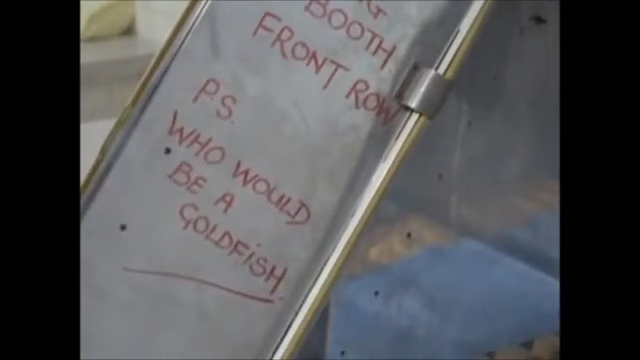 BOOTH
FRONT ROW
P.S.
WHO WOULD
BE A
GOLDFISH